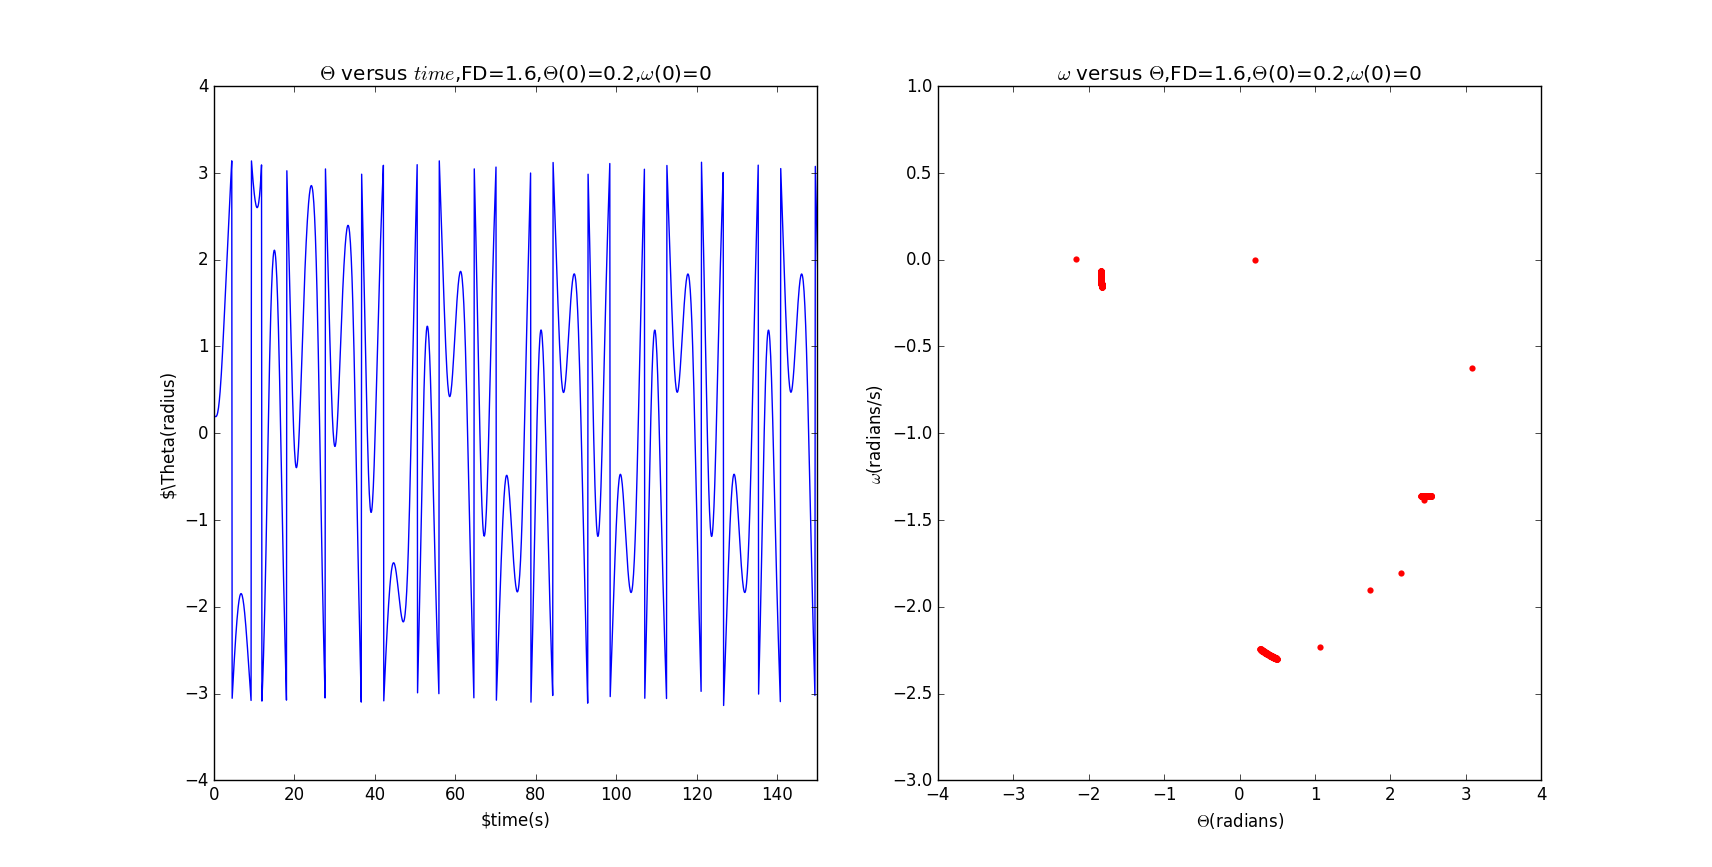 Θ versus time,FD=1.6,Θ(0)=0.2,ω(0)=0
4
3
2
1
0
−1
−2
−3
−4
$\Theta(radius)
0 20 40 60 80 100 120 140
$time(s)
ω versus Θ,FD=1.6,Θ(0)=0.2,ω(0)=0
1.0
0.5
0.0
−0.5
−1.0
−1.5
−2.0
−2.5
−3.0
ω(radians/s)
−4 −3 −2 −1 0 1 2 3 4
Θ(radians)